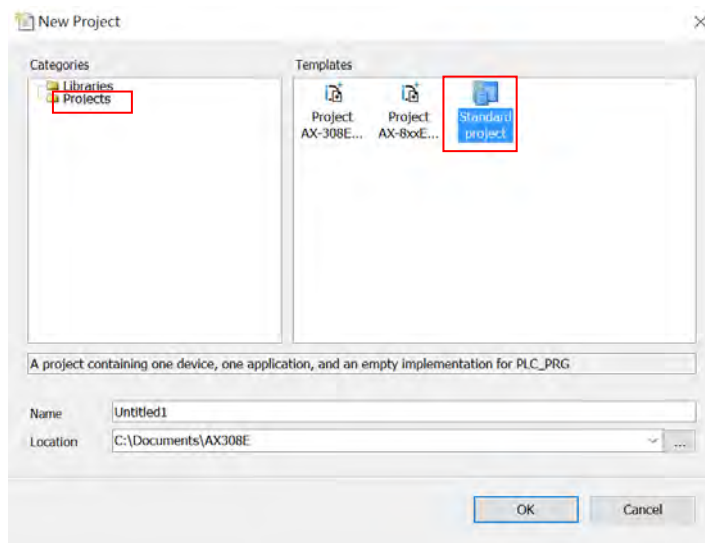 New Project
Categories
Templates
Libraries
Projects
Project
AX-308E...
Project
AX-8xxE...
Standard
project
A project containing one device, one application, and an empty implementation for PLC_PRG
Name
Untitled1
Location
C:\Documents\AX308E
...
OK
Cancel